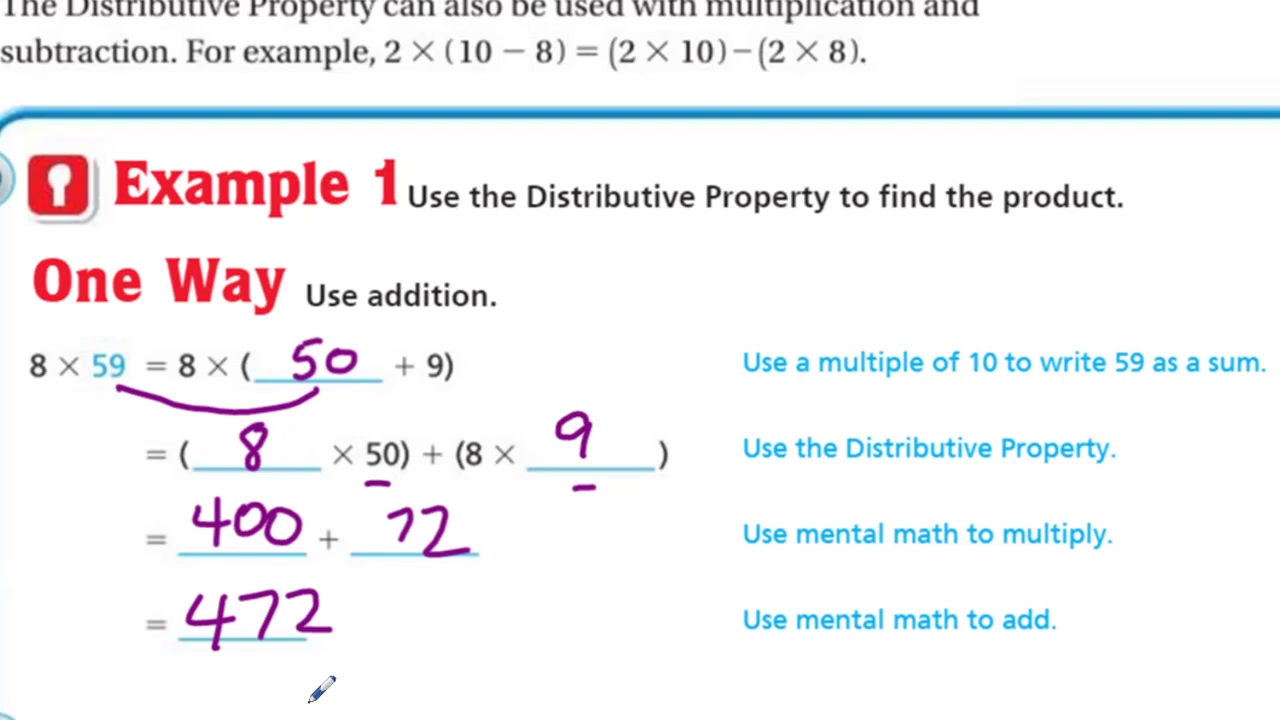 The Distributive Property can also be used with multiplication and
subtraction. For example, 2 × (10 − 8) = (2 × 10) − (2 × 8).
Example 1 Use the Distributive Property to find the product.
One Way Use addition.
8 × 59 = 8 × ( 50 + 9) Use a multiple of 10 to write 59 as a sum.
= ( 8 × 50) + (8 × 9 ) Use the Distributive Property.
= 400 + 72 Use mental math to multiply.
= 472 Use mental math to add.